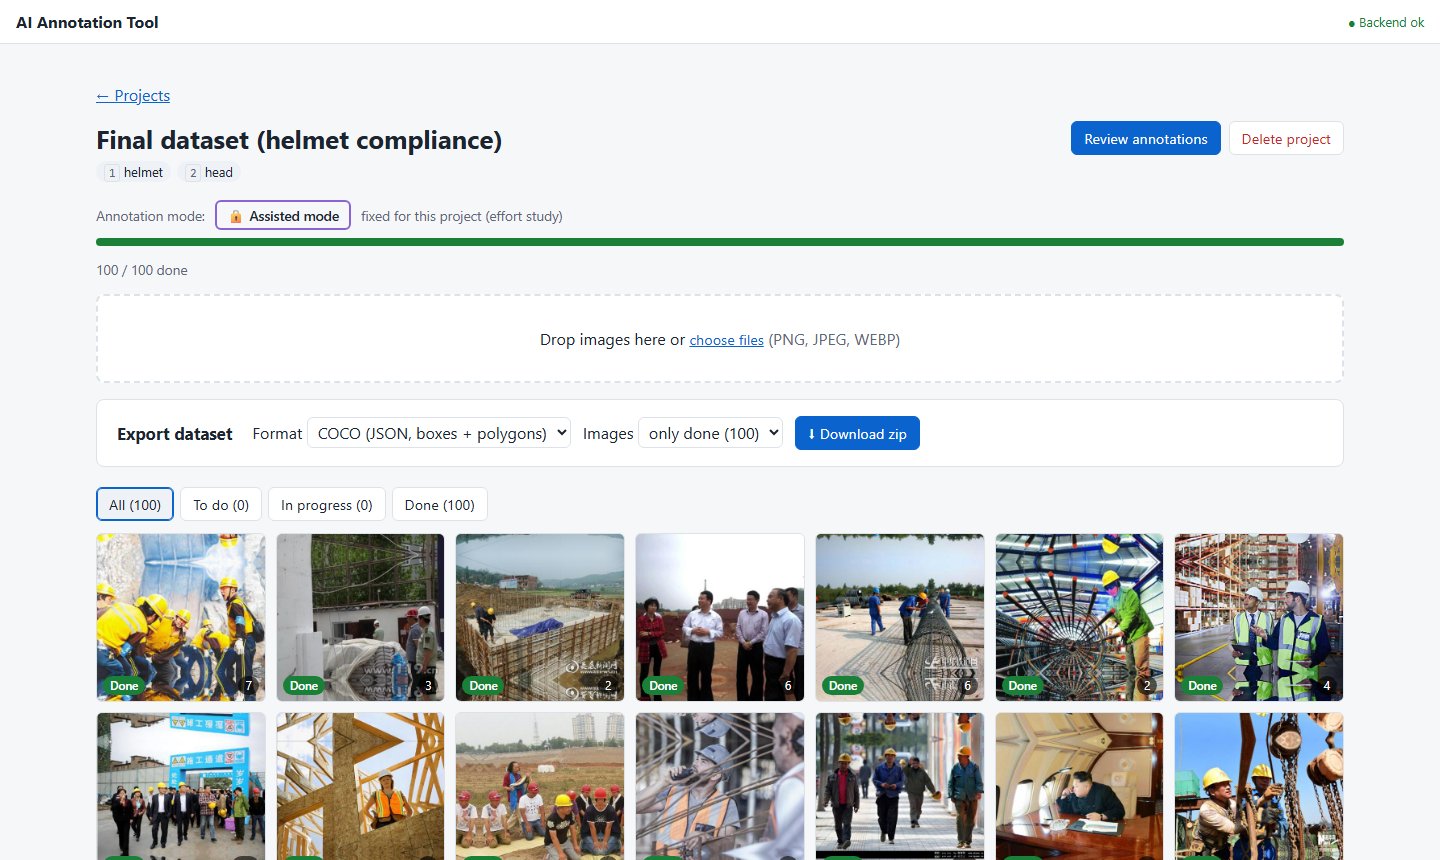 AI Annotation Tool
● Backend ok
← Projects
Final dataset (helmet compliance)
Review annotations
Delete project
1 helmet 2 head
Annotation mode: 🔒 Assisted mode fixed for this project (effort study)
100 / 100 done
Drop images here or choose files (PNG, JPEG, WEBP)
Export dataset Format COCO (JSON, boxes + polygons) Images only done (100) ⬇ Download zip
All (100) To do (0) In progress (0) Done (100)
Done 7 Done 3 Done 2 Done 6 Done 6 Done 2 Done 4